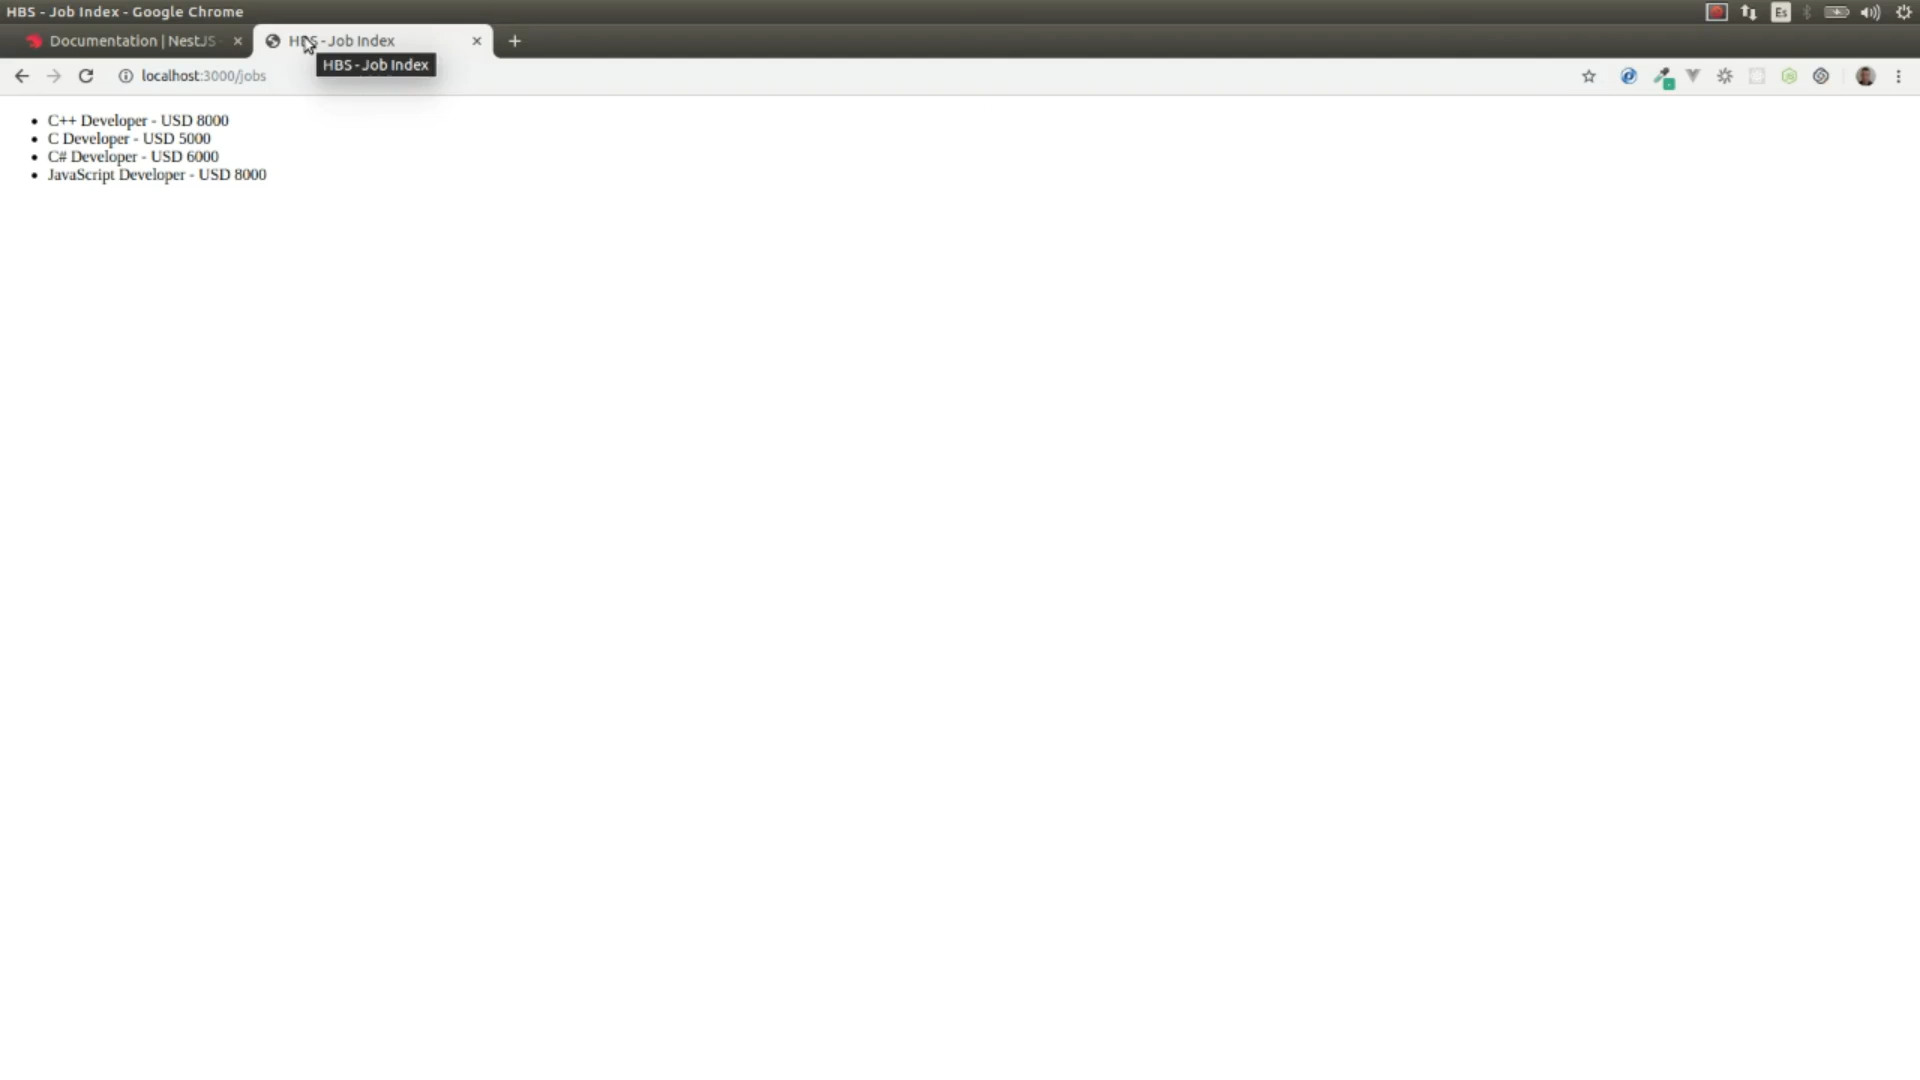 HBS - Job Index - Google Chrome
Es
Documentation | NestJS
HBS - Job Index
HBS - Job Index
localhost:3000/jobs
C++ Developer - USD 8000
C Developer - USD 5000
C# Developer - USD 6000
JavaScript Developer - USD 8000